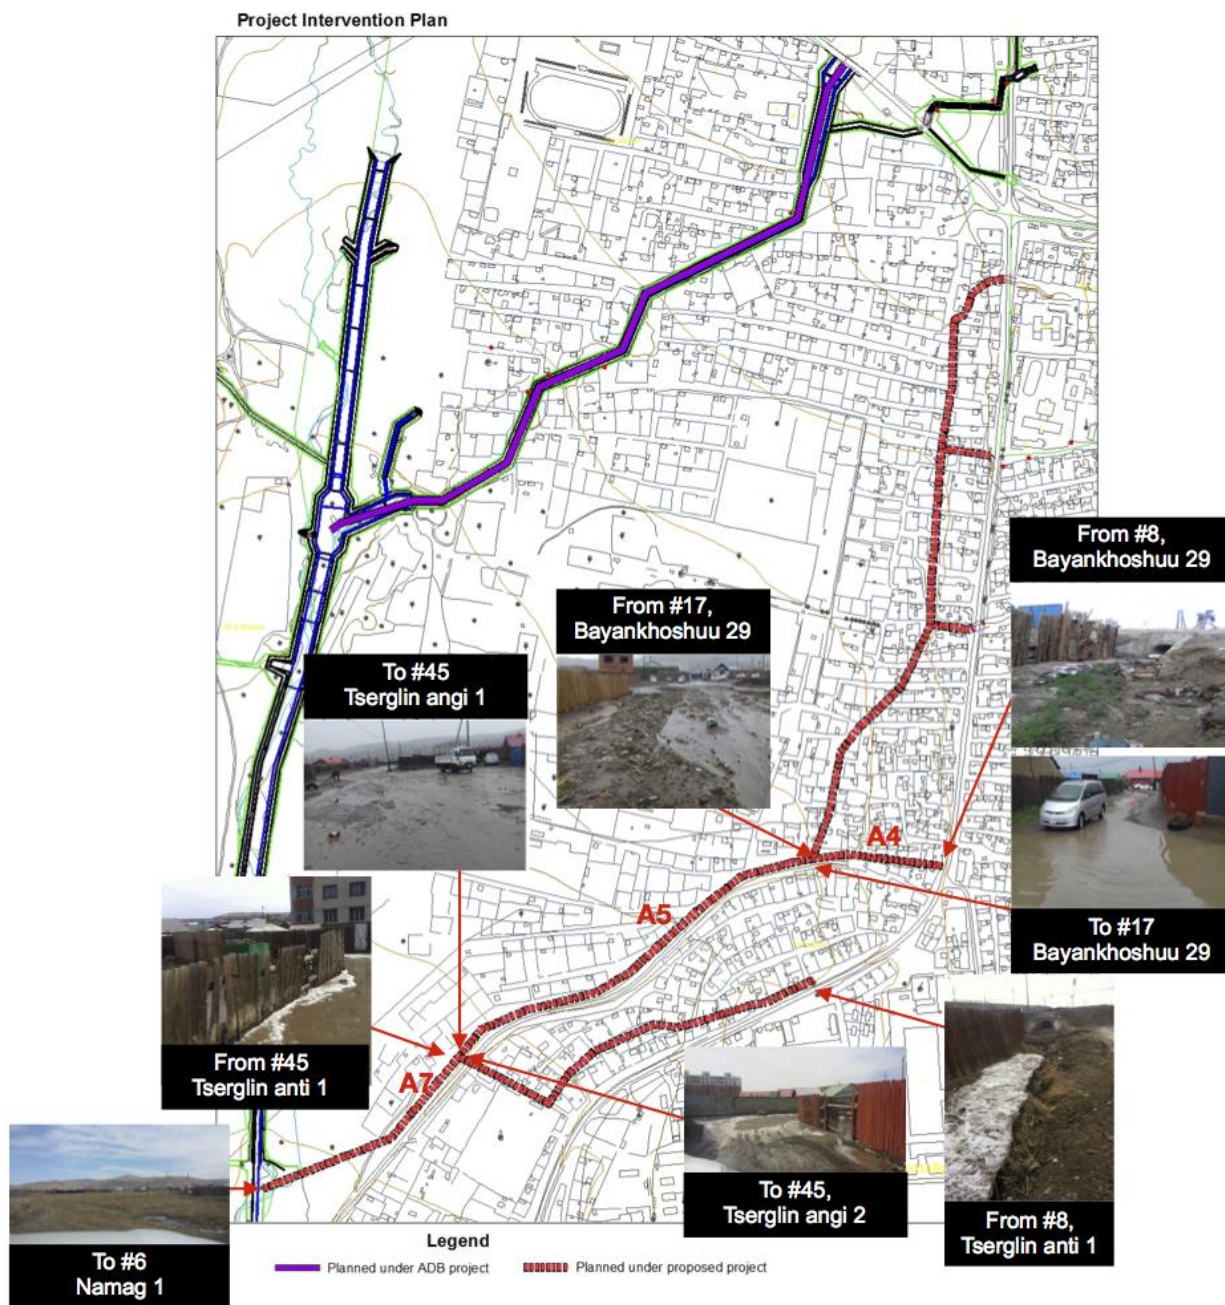 Project Intervention Plan
From #8,
Bayankhoshuu 29
From #17,
Bayankhoshuu 29
To #45
Tserglin angi 1
A4
A5
To #17
Bayankhoshuu 29
From #45
Tserglin anti 1
A7
To #45,
Tserglin angi 2
From #8,
Tserglin anti 1
To #6
Namag 1
Legend
Planned under ADB project
Planned under proposed project